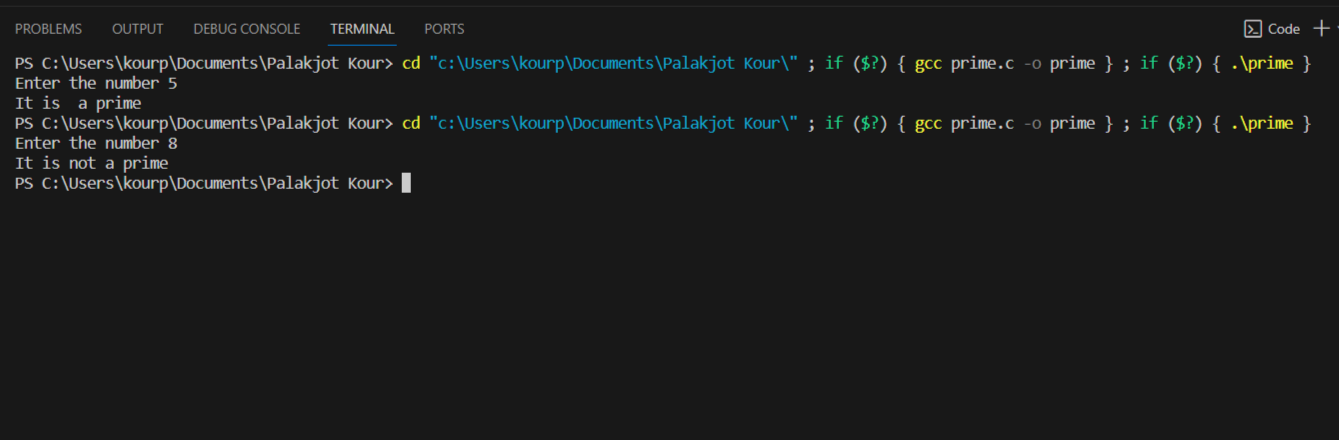 PROBLEMS OUTPUT DEBUG CONSOLE TERMINAL PORTS Code
PS C:\Users\kourp\Documents\Palakjot Kour> cd "c:\Users\kourp\Documents\Palakjot Kour\" ; if ($?) { gcc prime.c -o prime } ; if ($?) { .\prime }
Enter the number 5
It is  a prime
PS C:\Users\kourp\Documents\Palakjot Kour> cd "c:\Users\kourp\Documents\Palakjot Kour\" ; if ($?) { gcc prime.c -o prime } ; if ($?) { .\prime }
Enter the number 8
It is not a prime
PS C:\Users\kourp\Documents\Palakjot Kour>